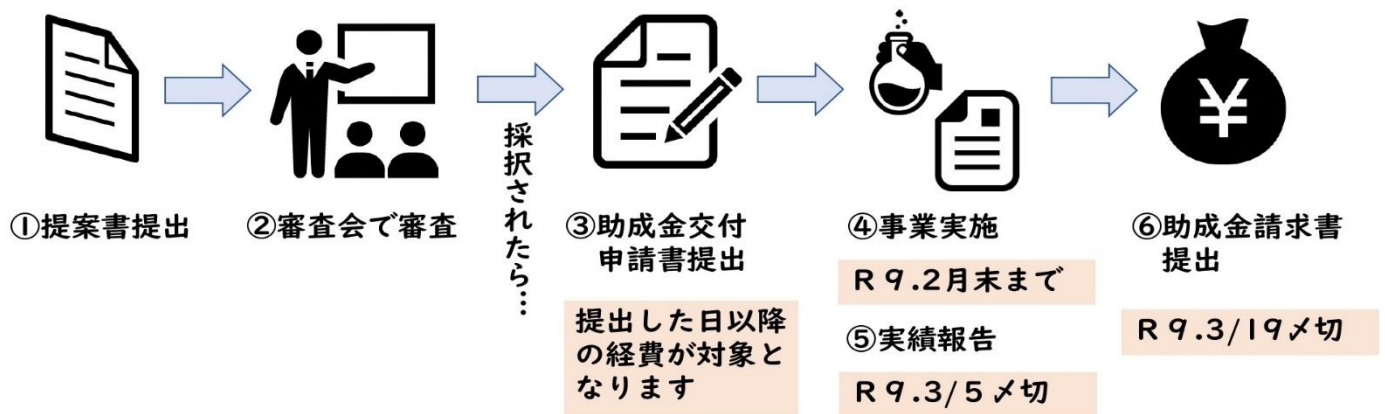 ①提案書提出
②審査会で審査
採択されたら…
③助成金交付
申請書提出
提出した日以降
の経費が対象と
なります
④事業実施
R9.2月末まで
⑤実績報告
R9.3/5〆切
¥
⑥助成金請求書
提出
R9.3/19〆切